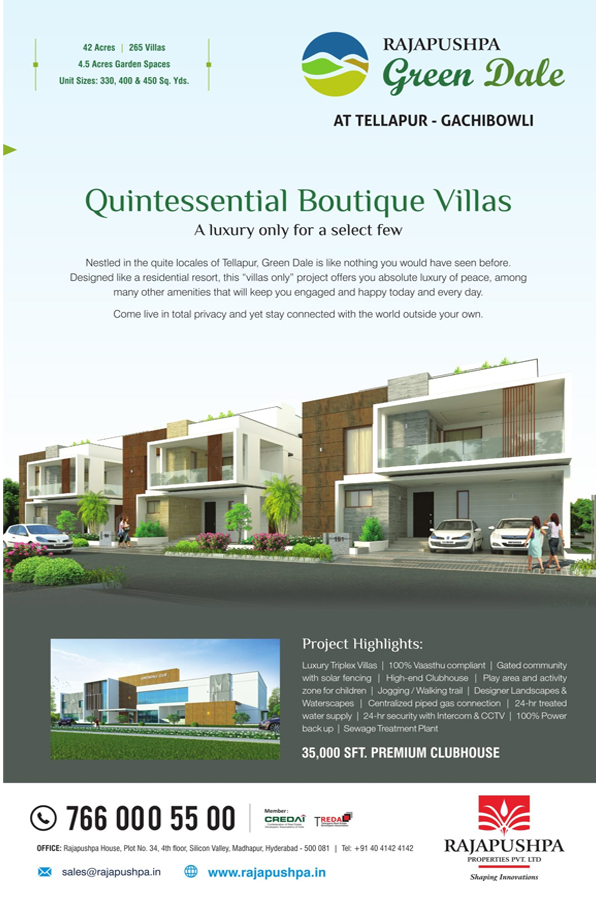 42 Acres | 265 Villas
4.5 Acres Garden Spaces
Unit Sizes: 330, 400 & 450 Sq. Yds.
RAJAPUSHPA
Green Dale
AT TELLAPUR - GACHIBOWLI
Quintessential Boutique Villas
A luxury only for a select few
Nestled in the quite locales of Tellapur, Green Dale is like nothing you would have seen before.
Designed like a residential resort, this "villas only" project offers you absolute luxury of peace, among
many other amenities that will keep you engaged and happy today and every day.
Come live in total privacy and yet stay connected with the world outside your own.
161
Project Highlights:
Luxury Triplex Villas | 100% Vaasthu compliant | Gated community
with solar fencing | High-end Clubhouse | Play area and activity
zone for children | Jogging / Walking trail | Designer Landscapes &
Waterscapes | Centralized piped gas connection | 24-hr treated
water supply | 24-hr security with Intercom & CCTV | 100% Power
back up | Sewage Treatment Plant
35,000 SFT. PREMIUM CLUBHOUSE
766 000 55 00
Member:
CREDAI
TREDA
OFFICE: Rajapushpa House, Plot No. 34, 4th floor, Silicon Valley, Madhapur, Hyderabad - 500 081 | Tel: +91 40 4142 4142
sales@rajapushpa.in
www.rajapushpa.in
RAJAPUSHPA
PROPERTIES PVT. LTD
Shaping Innovations